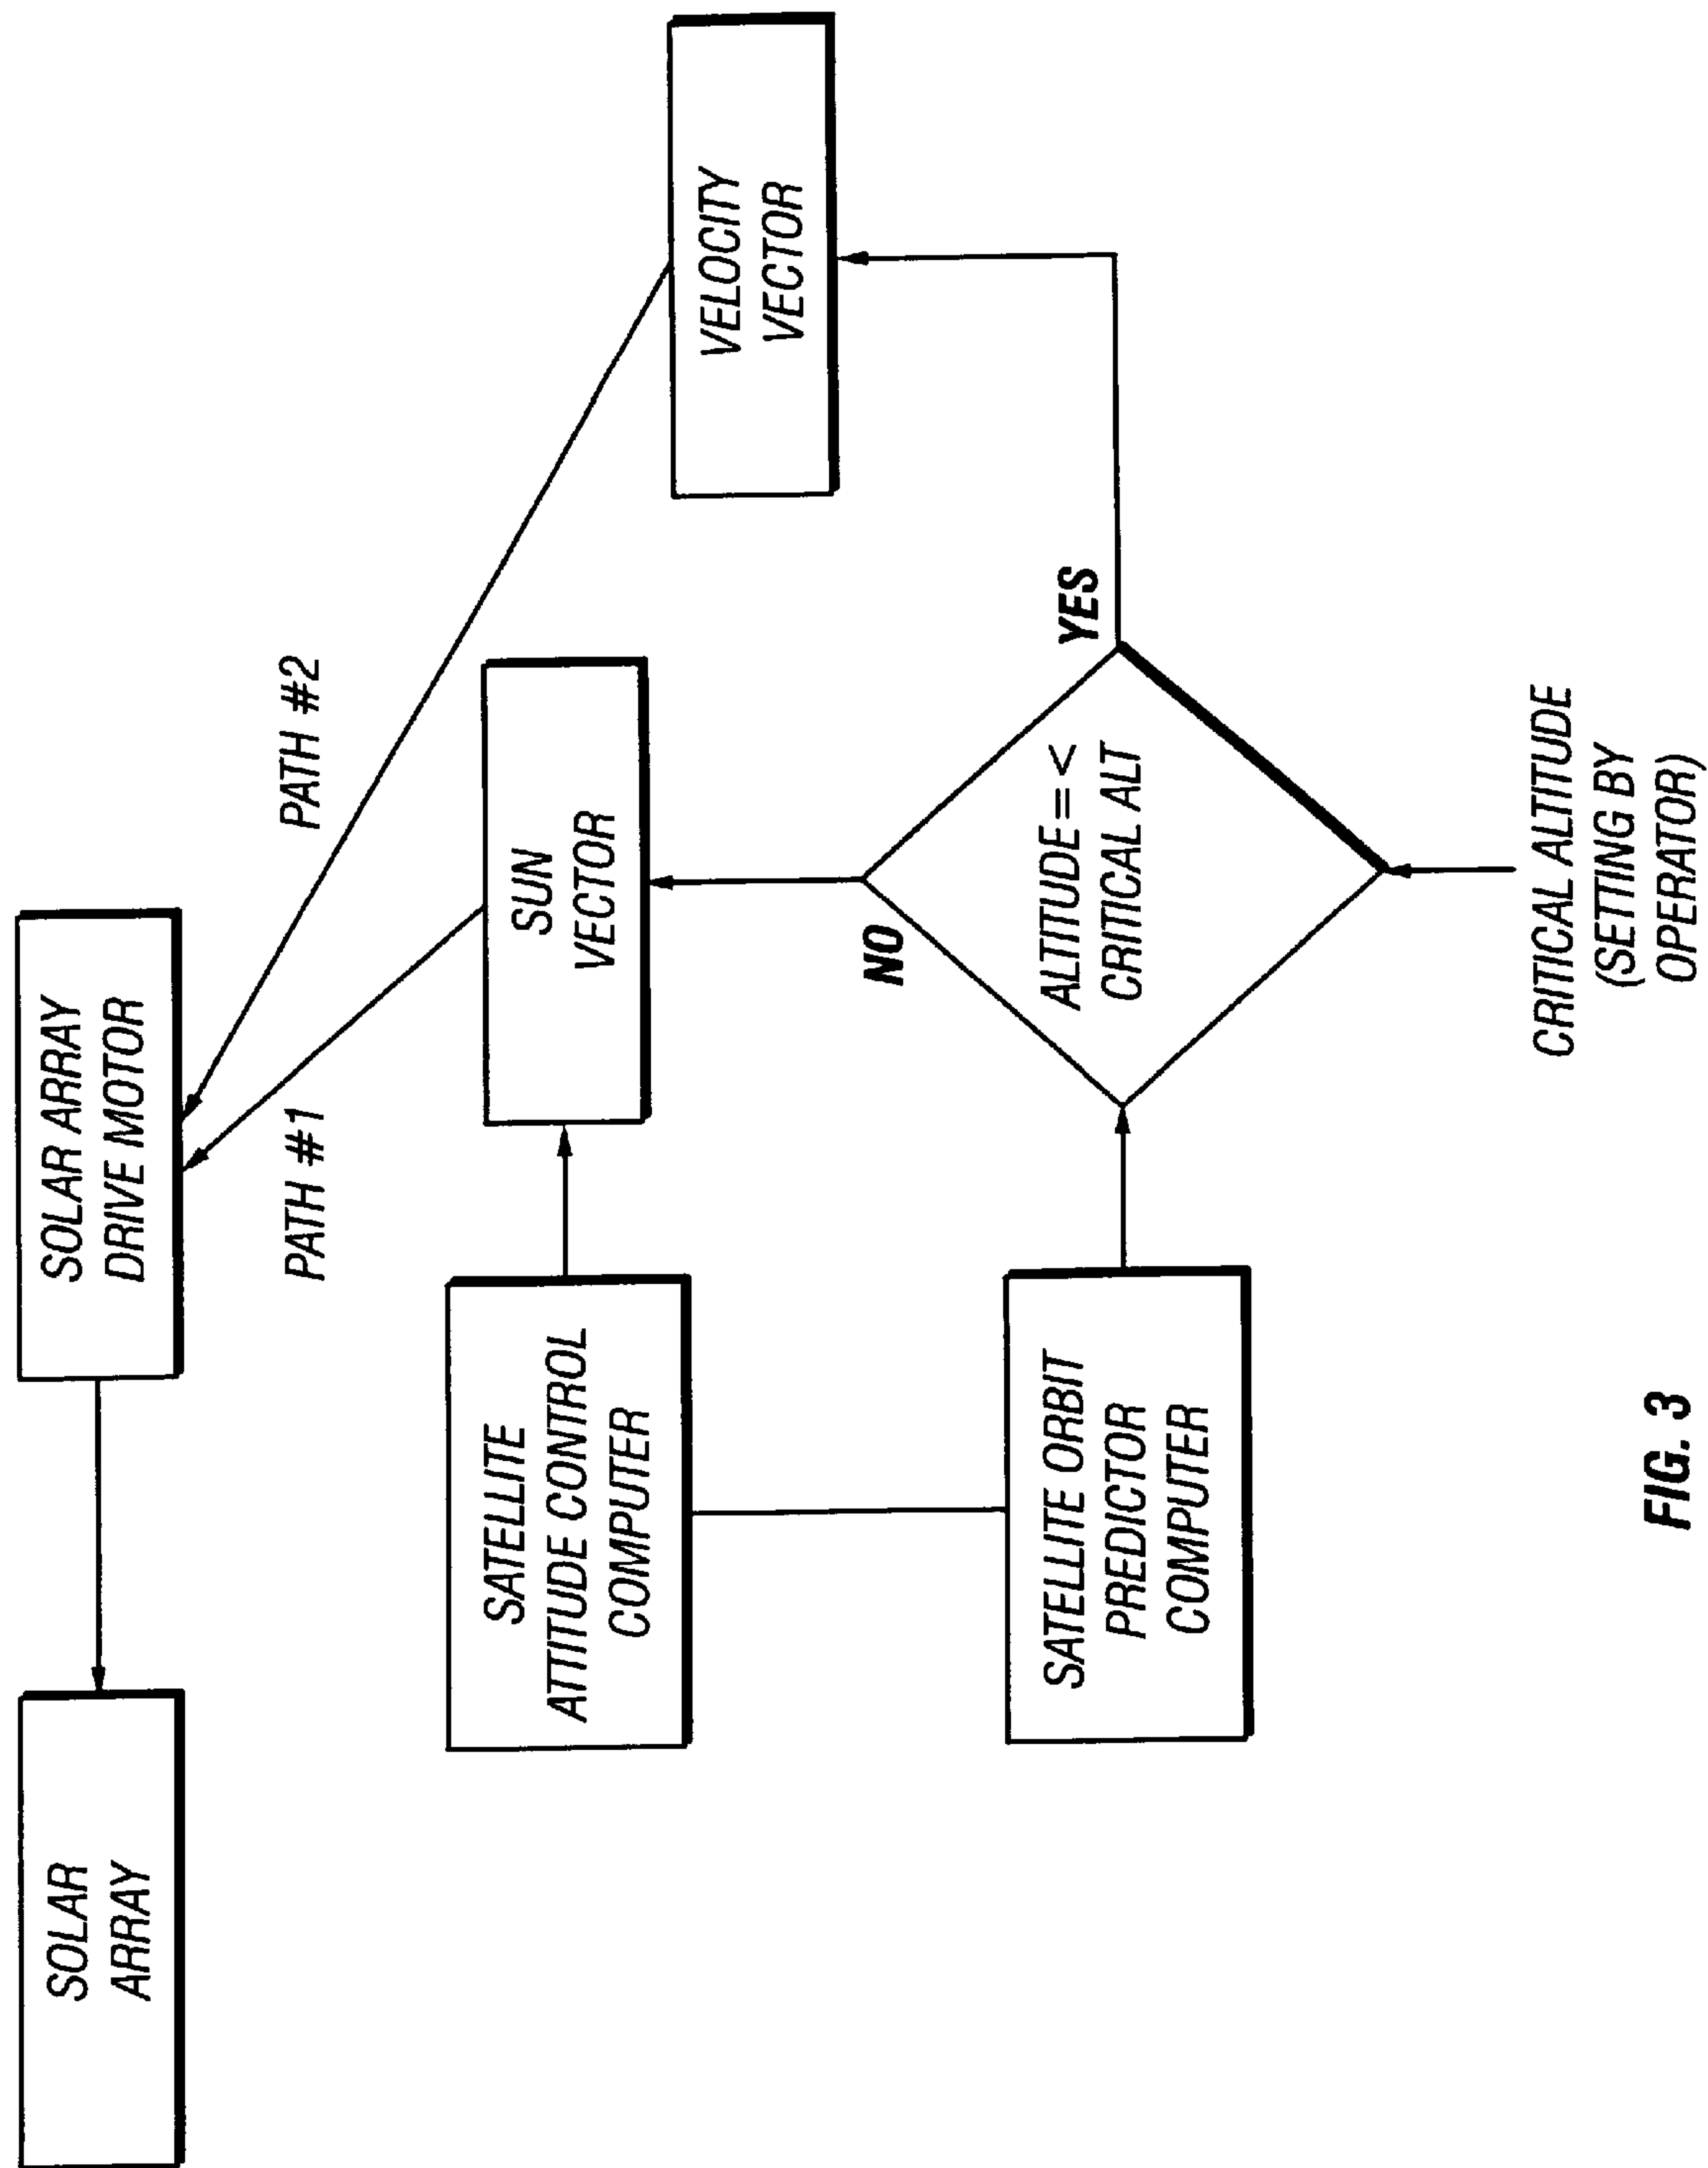 SOLAR
ARRAY
SOLAR ARRAY
DRIVE MOTOR
PATH #1
PATH #2
SATELLITE
ATTITUDE CONTROL
COMPUTER
SUN
VECTOR
VELOCITY
VECTOR
SATELLITE ORBIT
PREDICTOR
COMPUTER
NO
ALTITUDE=<
CRITICAL ALT
YES
CRITICAL ALTITUDE
(SETTING BY
OPERATOR)
FIG. 3